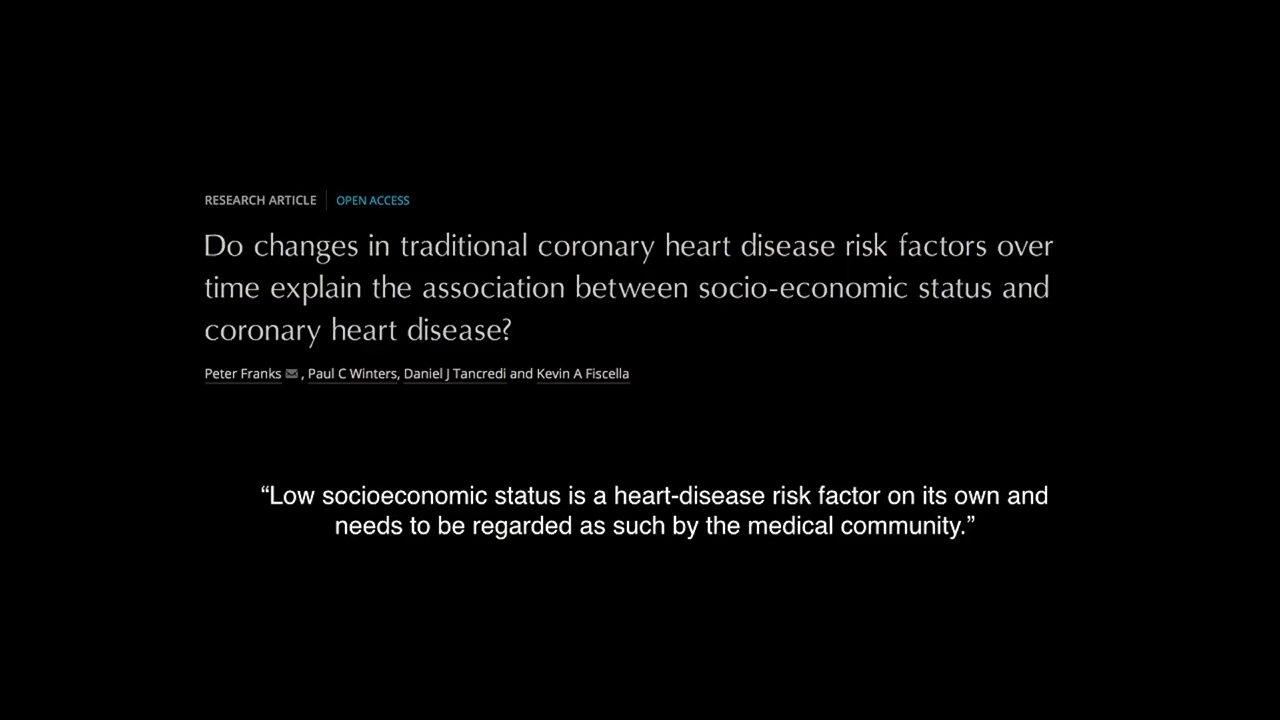 RESEARCH ARTICLE | OPEN ACCESS
Do changes in traditional coronary heart disease risk factors over
time explain the association between socio-economic status and
coronary heart disease?
Peter Franks , Paul C Winters, Daniel J Tancredi and Kevin A Fiscella
“Low socioeconomic status is a heart-disease risk factor on its own and
needs to be regarded as such by the medical community.”